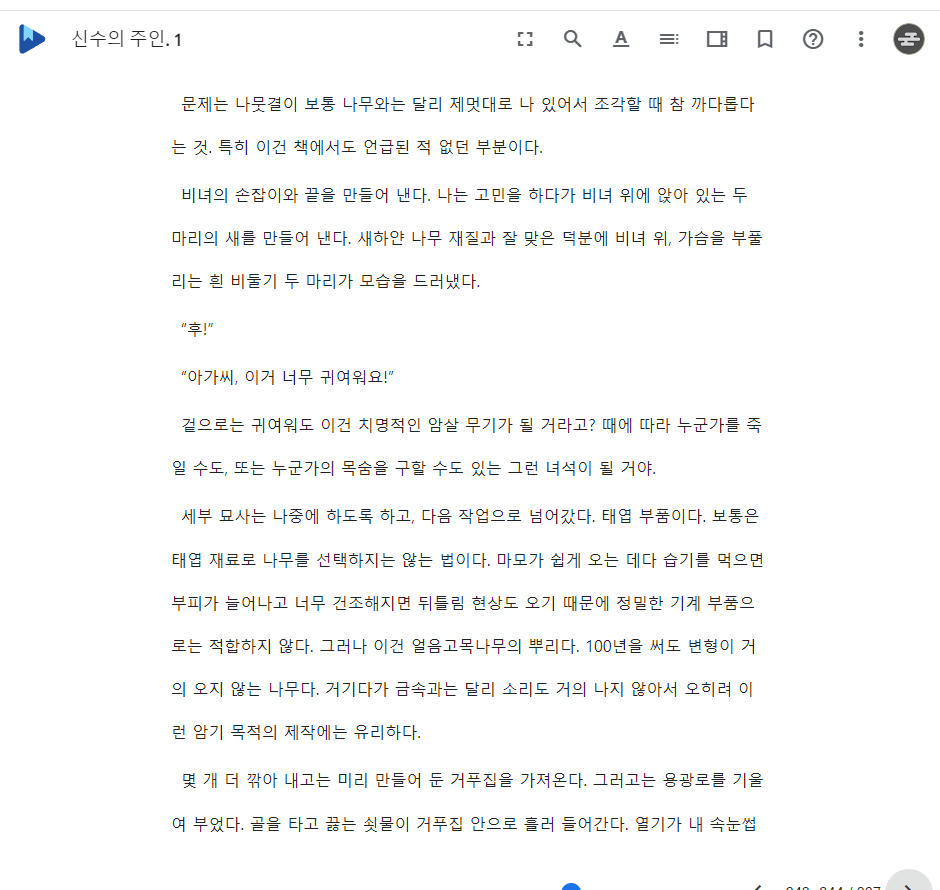 신수의 주인. 1
문제는 나뭇결이 보통 나무와는 달리 제멋대로 나 있어서 조각할 때 참 까다롭다
는 것. 특히 이건 책에서도 언급된 적 없던 부분이다.
비녀의 손잡이와 끝을 만들어 낸다. 나는 고민을 하다가 비녀 위에 앉아 있는 두
마리의 새를 만들어 낸다. 새하얀 나무 재질과 잘 맞은 덕분에 비녀 위, 가슴을 부풀
리는 흰 비둘기 두 마리가 모습을 드러냈다.
“후!”
“아가씨, 이거 너무 귀여워요!”
겉으로는 귀여워도 이건 치명적인 암살 무기가 될 거라고? 때에 따라 누군가를 죽
일 수도, 또는 누군가의 목숨을 구할 수도 있는 그런 녀석이 될 거야.
세부 묘사는 나중에 하도록 하고, 다음 작업으로 넘어갔다. 태엽 부품이다. 보통은
태엽 재료로 나무를 선택하지는 않는 법이다. 마모가 쉽게 오는 데다 습기를 먹으면
부피가 늘어나고 너무 건조해지면 뒤틀림 현상도 오기 때문에 정밀한 기계 부품으
로는 적합하지 않다. 그러나 이건 얼음고목나무의 뿌리다. 100년을 써도 변형이 거
의 오지 않는 나무다. 거기다가 금속과는 달리 소리도 거의 나지 않아서 오히려 이
런 암기 목적의 제작에는 유리하다.
몇 개 더 깎아 내고는 미리 만들어 둔 거푸집을 가져온다. 그러고는 용광로를 기울
여 부었다. 골을 타고 끓는 쇳물이 거푸집 안으로 흘러 들어간다. 열기가 내 속눈썹